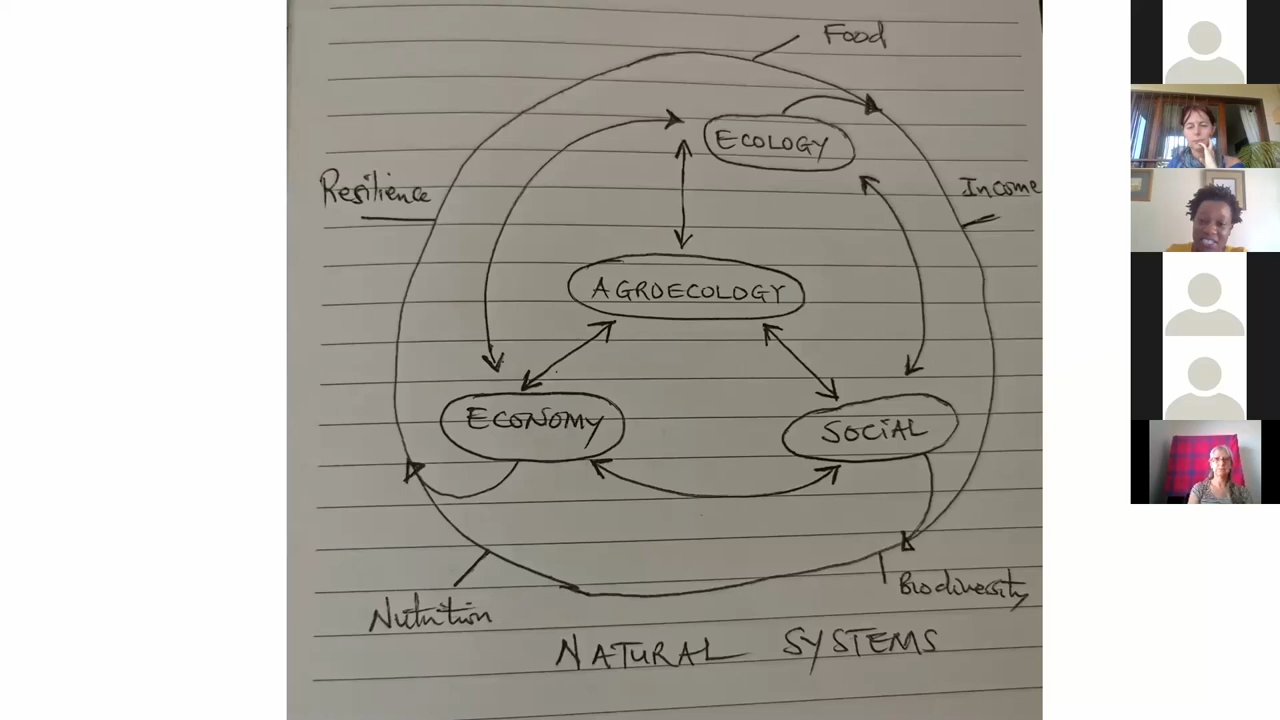 Food
ECOLOGY
Resilience
Income
AGROECOLOGY
ECONOMY
SOCIAL
Nutrition
Biodiversity
NATURAL SYSTEMS